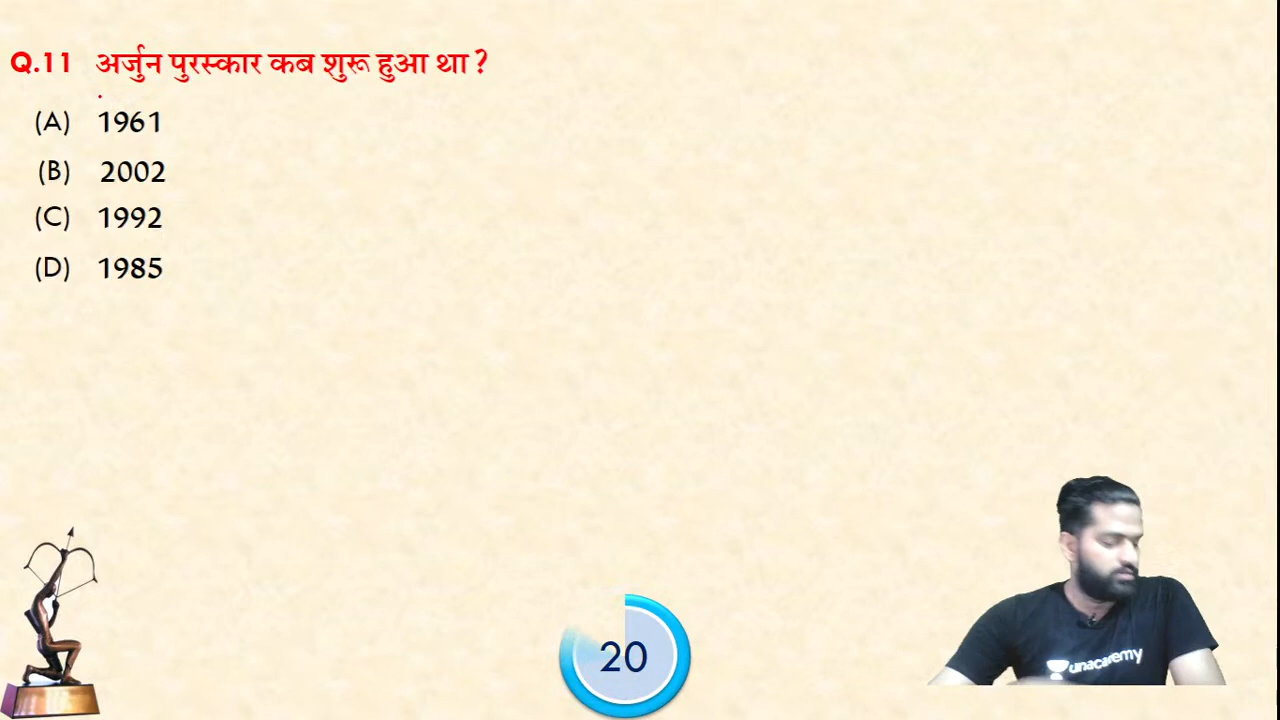 Q.11 अर्जुन पुरस्कार कब शुरू हुआ था ?
(A) 1961
(B) 2002
(C) 1992
(D) 1985
20
unacademy